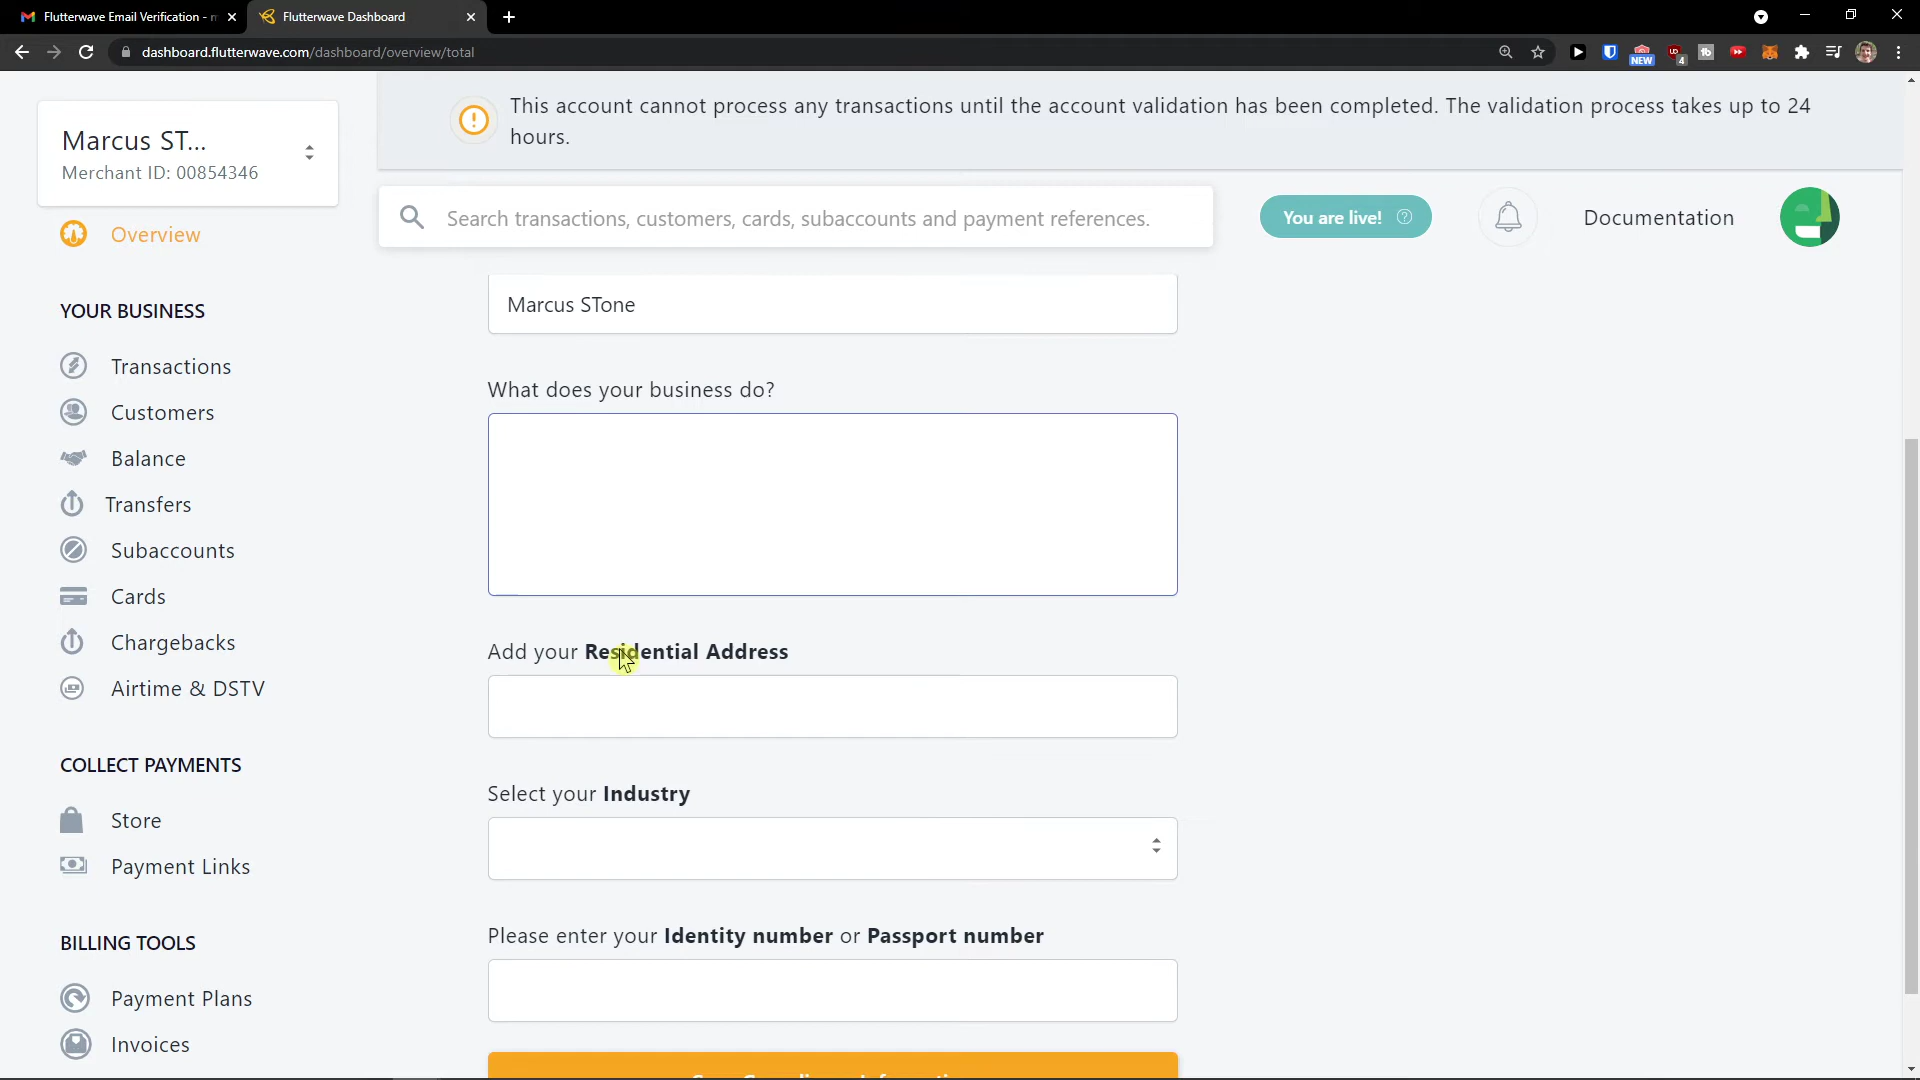 Flutterwave Email Verification -
Flutterwave Dashboard
dashboard.flutterwave.com/dashboard/overview/total
NEW
4
Marcus ST...
Merchant ID: 00854346
This account cannot process any transactions until the account validation has been completed. The validation process takes up to 24
hours.
Search transactions, customers, cards, subaccounts and payment references.
You are live!
Documentation
Overview
YOUR BUSINESS
Transactions
Customers
Balance
Transfers
Subaccounts
Cards
Chargebacks
Airtime & DSTV
COLLECT PAYMENTS
Store
Payment Links
BILLING TOOLS
Payment Plans
Invoices
Marcus STone
What does your business do?
Add your Residential Address
Select your Industry
Please enter your Identity number or Passport number